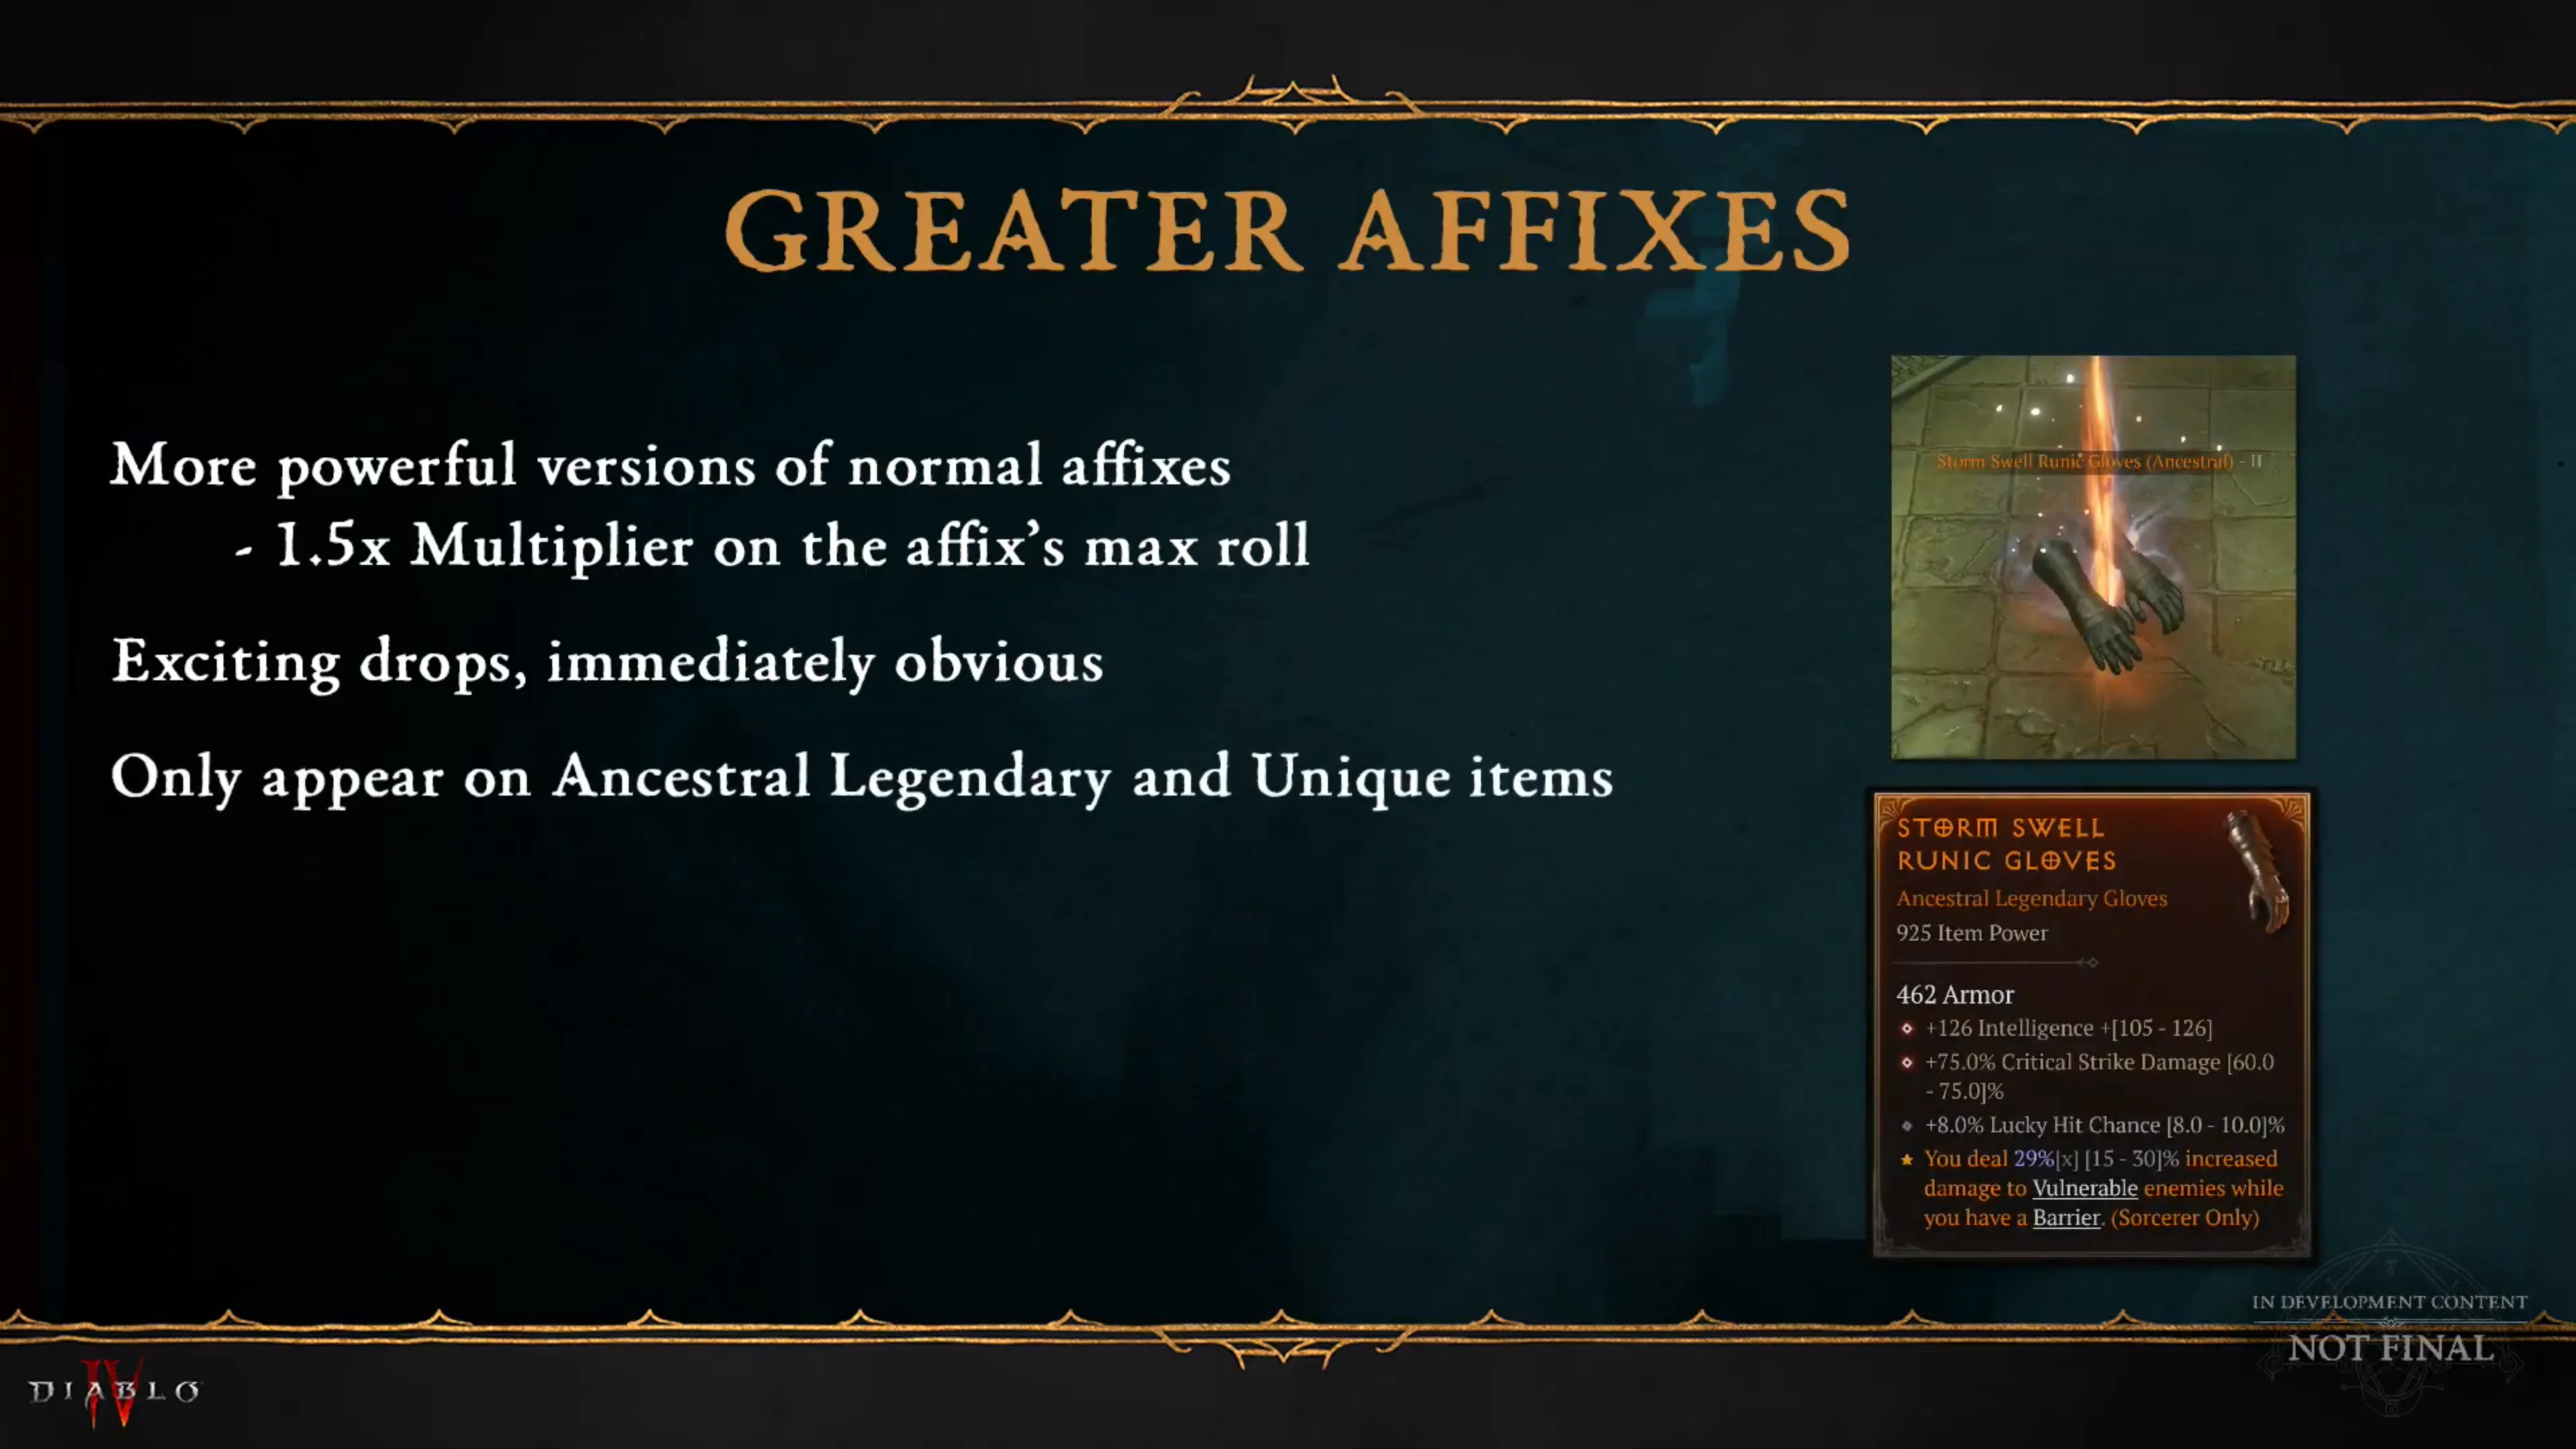 GREATER AFFIXES
More powerful versions of normal affixes
- 1.5x Multiplier on the affix's max roll
Exciting drops, immediately obvious
Only appear on Ancestral Legendary and Unique items
Storm Swell Runic Gloves (Ancestral) - II
STORM SWELL
RUNIC GLOVES
Ancestral Legendary Gloves
925 Item Power
462 Armor
+126 Intelligence +[105 - 126]
+75.0% Critical Strike Damage [60.0
- 75.0]%
+8.0% Lucky Hit Chance [8.0 - 10.0]%
You deal 29%[x] [15 - 30]% increased
damage to Vulnerable enemies while
you have a Barrier. (Sorcerer Only)
IN DEVELOPMENT CONTENT
NOT FINAL
DIABLO
IV